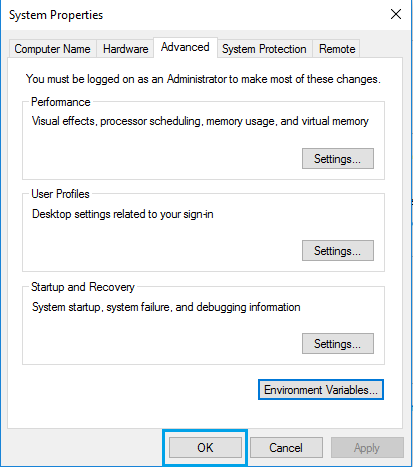 System Properties
Computer Name Hardware Advanced System Protection Remote
You must be logged on as an Administrator to make most of these changes.
Performance
Visual effects, processor scheduling, memory usage, and virtual memory
Settings...
User Profiles
Desktop settings related to your sign-in
Settings...
Startup and Recovery
System startup, system failure, and debugging information
Settings...
Environment Variables...
OK Cancel Apply